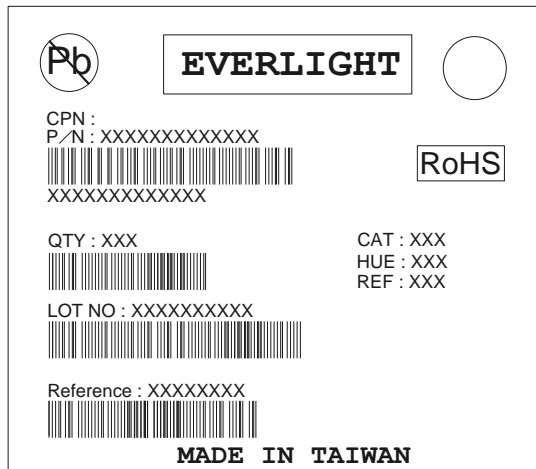 Pb
EVERLIGHT
CPN :
P/N : XXXXXXXXXXXXX
RoHS
XXXXXXXXXXXXX
QTY : XXX
CAT : XXX
HUE : XXX
REF : XXX
LOT NO : XXXXXXXXXX
Reference : XXXXXXXX
MADE IN TAIWAN